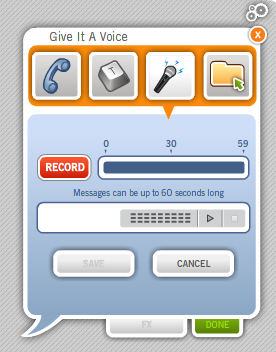 Give It A Voice
X
T
0 30 59
RECORD
Messages can be up to 60 seconds long
SAVE CANCEL
FX DONE